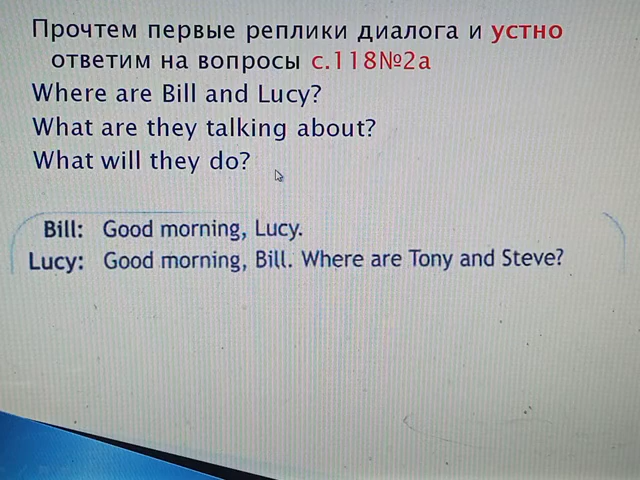 Прочтем первые реплики диалога и устно
ответим на вопросы с.118№2а
Where are Bill and Lucy?
What are they talking about?
What will they do?
Bill: Good morning, Lucy.
Lucy: Good morning, Bill. Where are Tony and Steve?